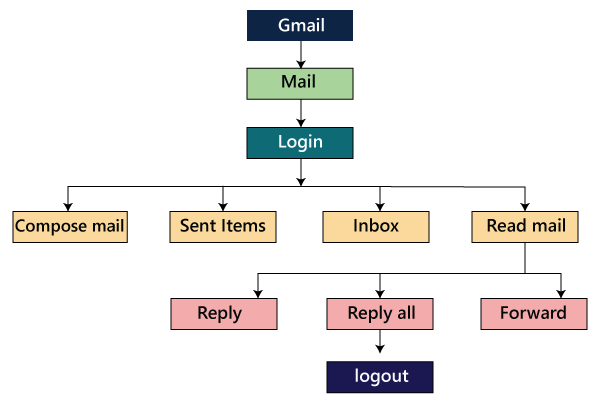 Gmail
Mail
Login
Compose mail
Sent Items
Inbox
Read mail
Reply
Reply all
Forward
logout